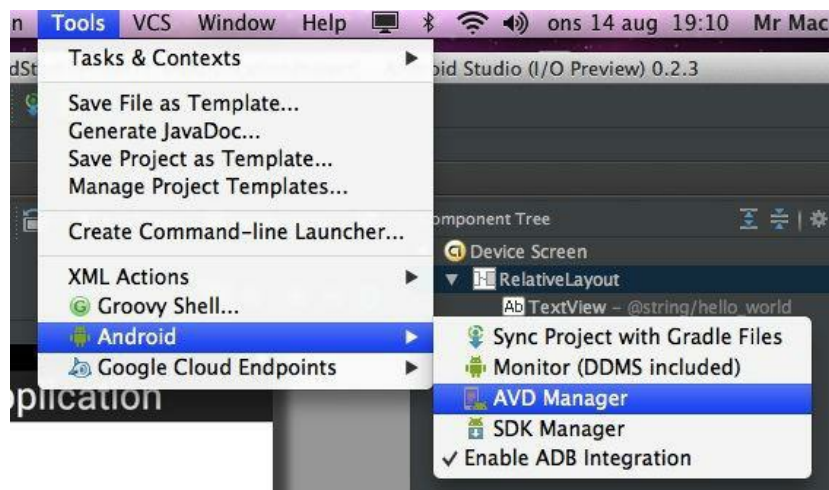 n Tools VCS Window Help ons 14 aug 19:10 Mr Mac
dSt oid Studio (I/O Preview) 0.2.3
Tasks & Contexts
Save File as Template...
Generate JavaDoc...
Save Project as Template...
Manage Project Templates...
Create Command-line Launcher...
XML Actions
Groovy Shell...
Android
Google Cloud Endpoints
omponent Tree
Device Screen
RelativeLayout
Ab TextView - @string/hello_world
Sync Project with Gradle Files
Monitor (DDMS included)
AVD Manager
SDK Manager
Enable ADB Integration
pplication